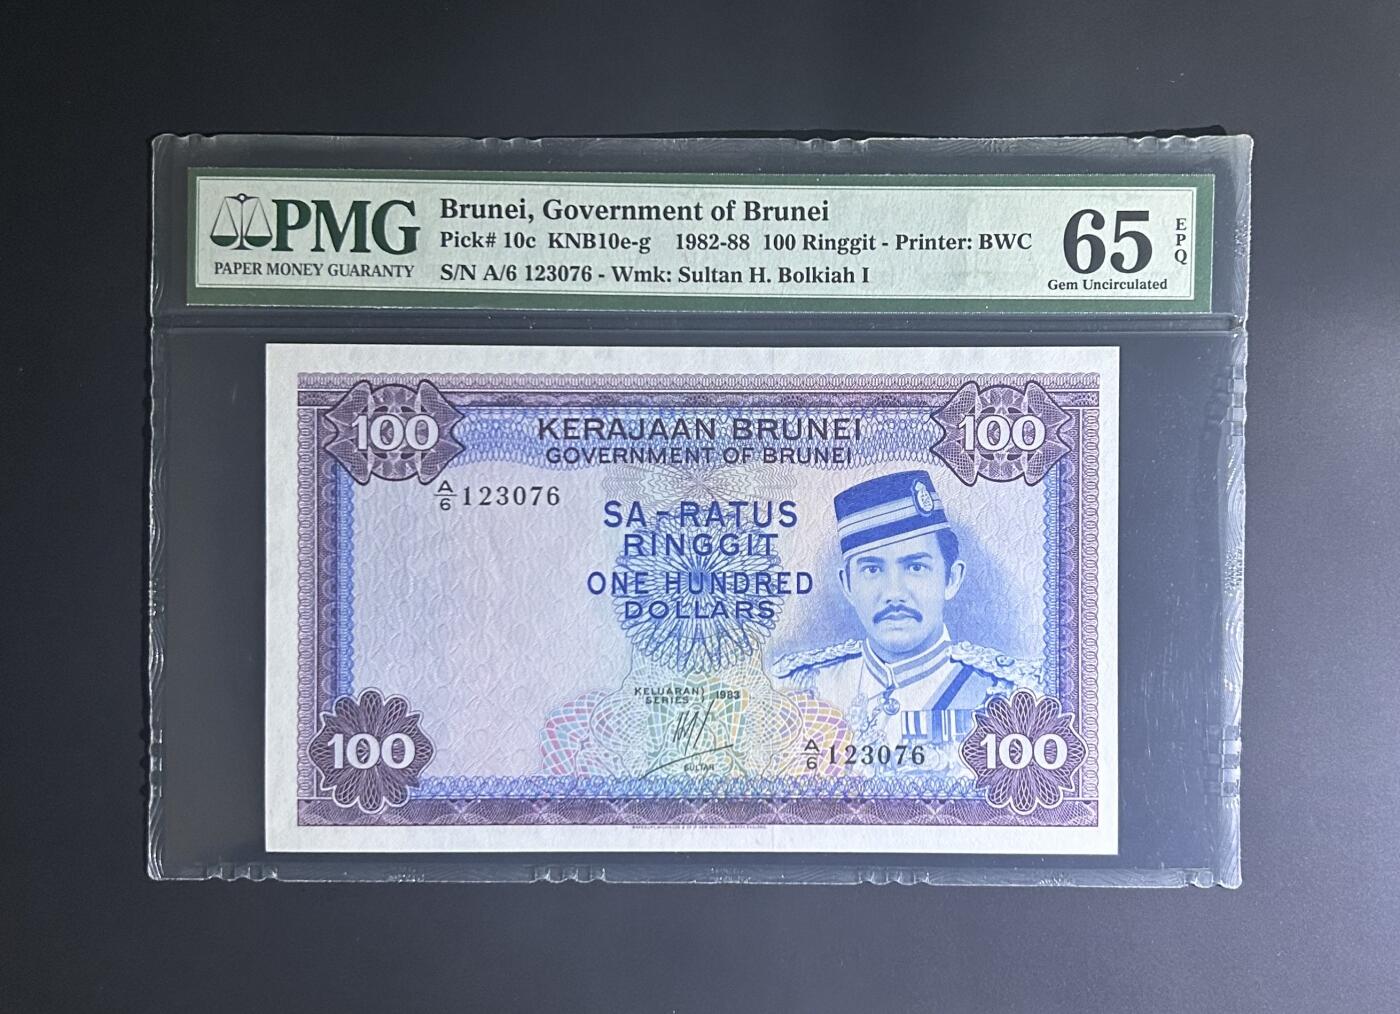 PMG
PAPER MONEY GUARANTY
Brunei, Government of Brunei
Pick# 10c KNB10e-g 1982-88 100 Ringgit - Printer: BWC
S/N A/6 123076 - Wmk: Sultan H. Bolkiah I
65
EPQ
Gem Uncirculated
100
KERAJAAN BRUNEI
GOVERNMENT OF BRUNEI
100
A/6 123076
SA-RATUS
RINGGIT
ONE HUNDRED
DOLLARS
KELUARAN
SERIES
1983
SULTAN
100
A/6 123076
100